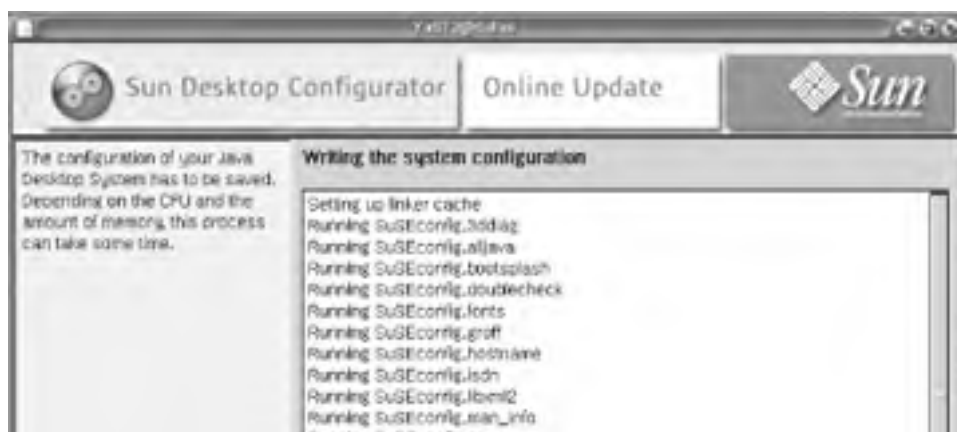 Sun Desktop Configurator
Online Update
Sun
The configuration of your Java
Desktop System has to be saved.
Depending on the CPU and the
amount of memory, this process
can take some time.
Writing the system configuration
Setting up linker cache
Running SuSEconfig.3ddiag
Running SuSEconfig.alljava
Running SuSEconfig.bootsplash
Running SuSEconfig.doublecheck
Running SuSEconfig.fonts
Running SuSEconfig.groff
Running SuSEconfig.hostname
Running SuSEconfig.isdn
Running SuSEconfig.libxml2
Running SuSEconfig.man_info